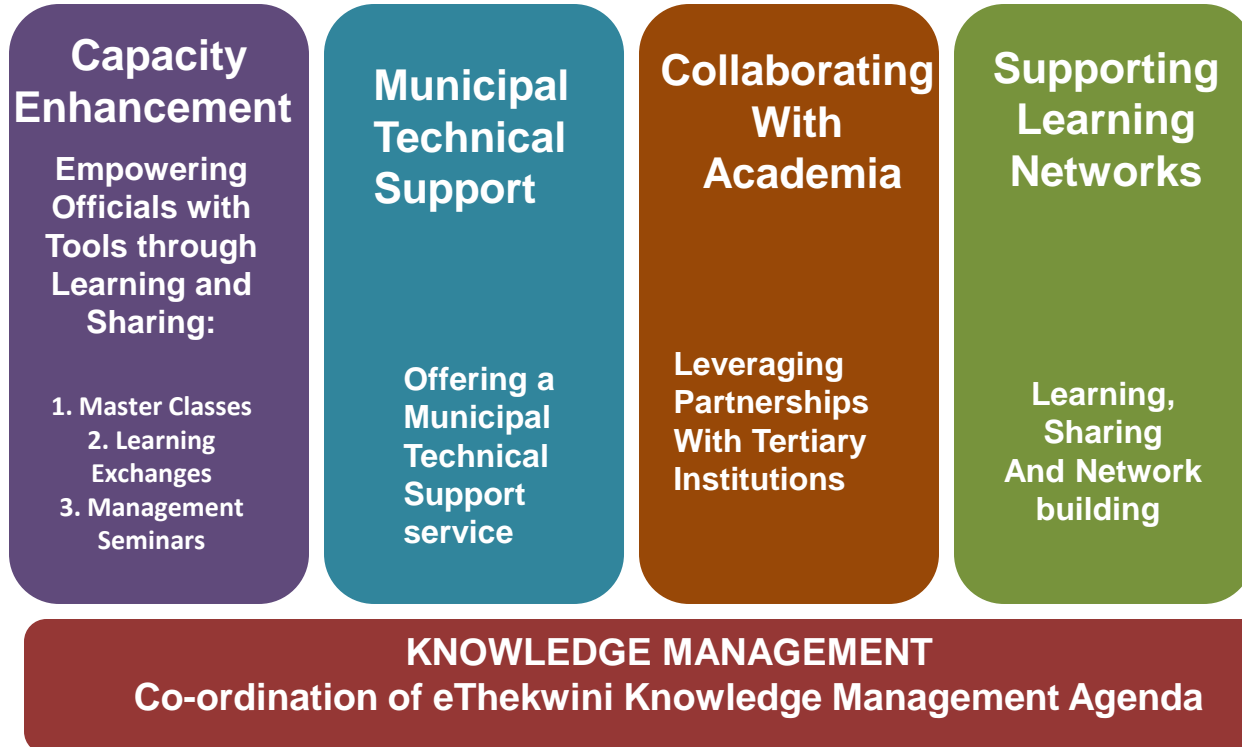 Capacity
Enhancement
Empowering
Officials with
Tools through
Learning and
Sharing:
1. Master Classes
2. Learning
Exchanges
3. Management
Seminars
Municipal
Technical
Support
Offering a
Municipal
Technical
Support
service
Collaborating
With
Academia
Leveraging
Partnerships
With Tertiary
Institutions
Supporting
Learning
Networks
Learning,
Sharing
And Network
building
KNOWLEDGE MANAGEMENT
Co-ordination of eThekwini Knowledge Management Agenda